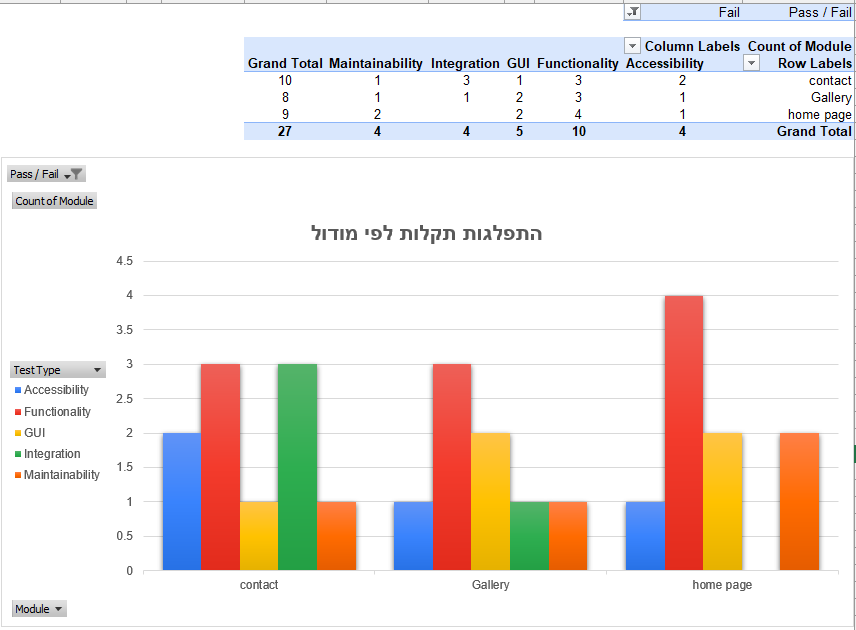 Pass / Fail Fail
Count of Module Column Labels
Row Labels Accessibility Functionality GUI Integration Maintainability Grand Total
contact 2 3 1 3 1 10
Gallery 1 3 2 1 1 8
home page 1 4 2 2 9
Grand Total 4 10 5 4 4 27
Pass / Fail
Count of Module
התפלגות תקלות לפי מודול
4.5
4
3.5
3
2.5
2
1.5
1
0.5
0
contact Gallery home page
Test Type
Accessibility
Functionality
GUI
Integration
Maintainability
Module